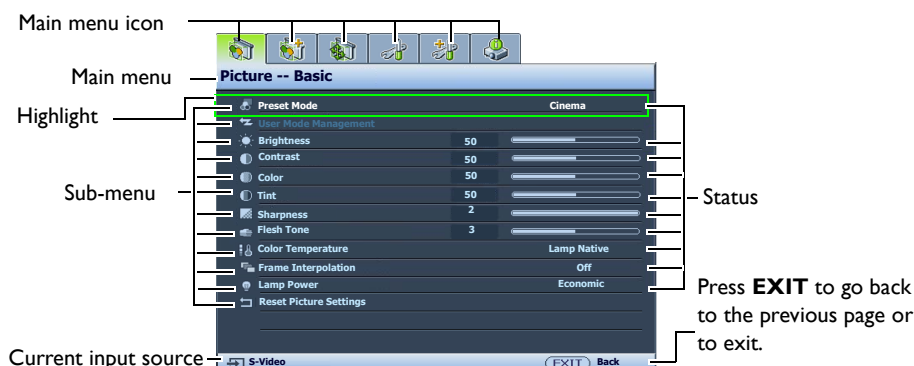 Main menu icon
Main menu
Picture -- Basic
Highlight
Preset Mode Cinema
User Mode Management
Brightness 50
Contrast 50
Color 50
Sub-menu
Tint 50
Status
Sharpness 2
Flesh Tone 3
Color Temperature Lamp Native
Frame Interpolation Off
Lamp Power Economic
Reset Picture Settings
Press EXIT to go back
to the previous page or
to exit.
Current input source
S-Video EXIT Back